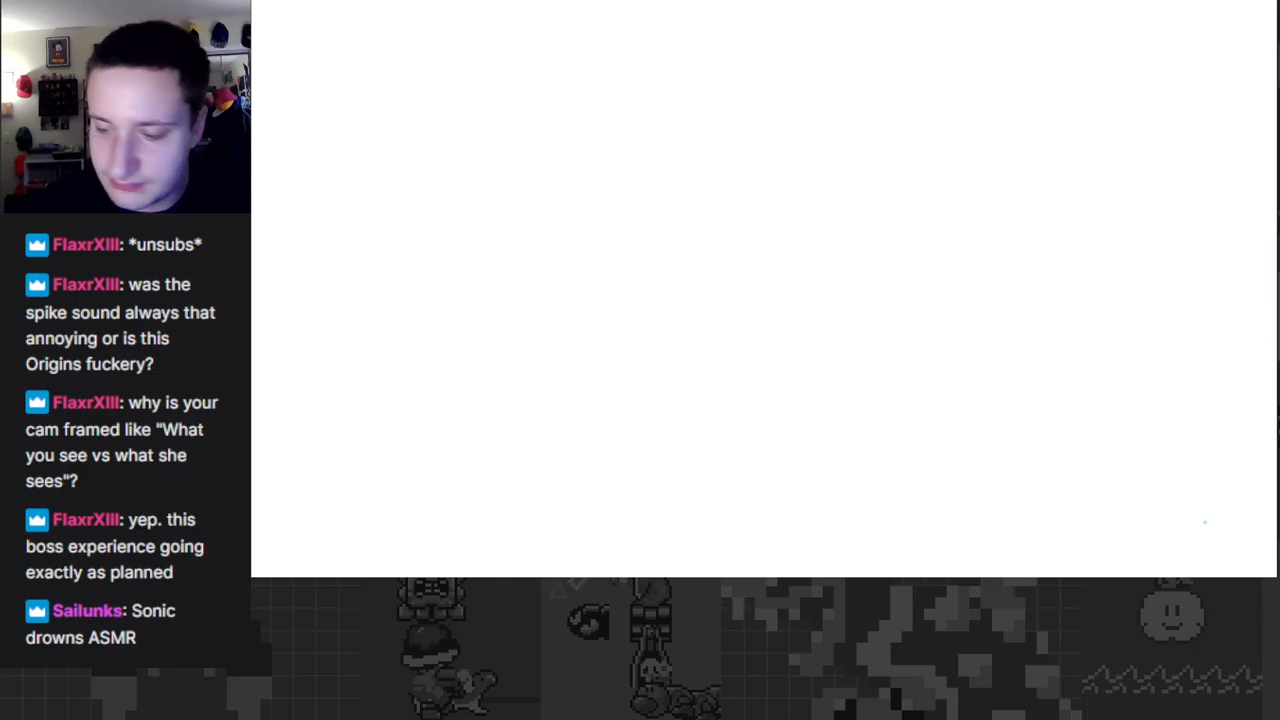 FlaxrXIII: *unsubs*
FlaxrXIII: was the
spike sound always that
annoying or is this
Origins fuckery?
FlaxrXIII: why is your
cam framed like "What
you see vs what she
sees"?
FlaxrXIII: yep. this
boss experience going
exactly as planned
Sailunks: Sonic
drowns ASMR